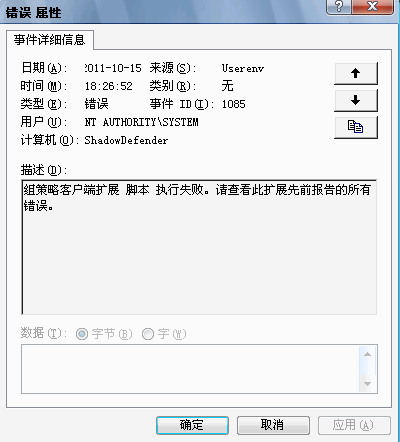 错误 属性
事件详细信息
日期(A): 2011-10-15 来源(S): Userenv
时间(M): 18:26:52 类别(R): 无
类型(E): 错误 事件 ID(I): 1085
用户(U): NT AUTHORITY\SYSTEM
计算机(O): ShadowDefender
描述(D):
组策略客户端扩展 脚本 执行失败。请查看此扩展先前报告的所有
错误。
数据(T): 字节(B) 字(W)
确定 取消 应用(A)